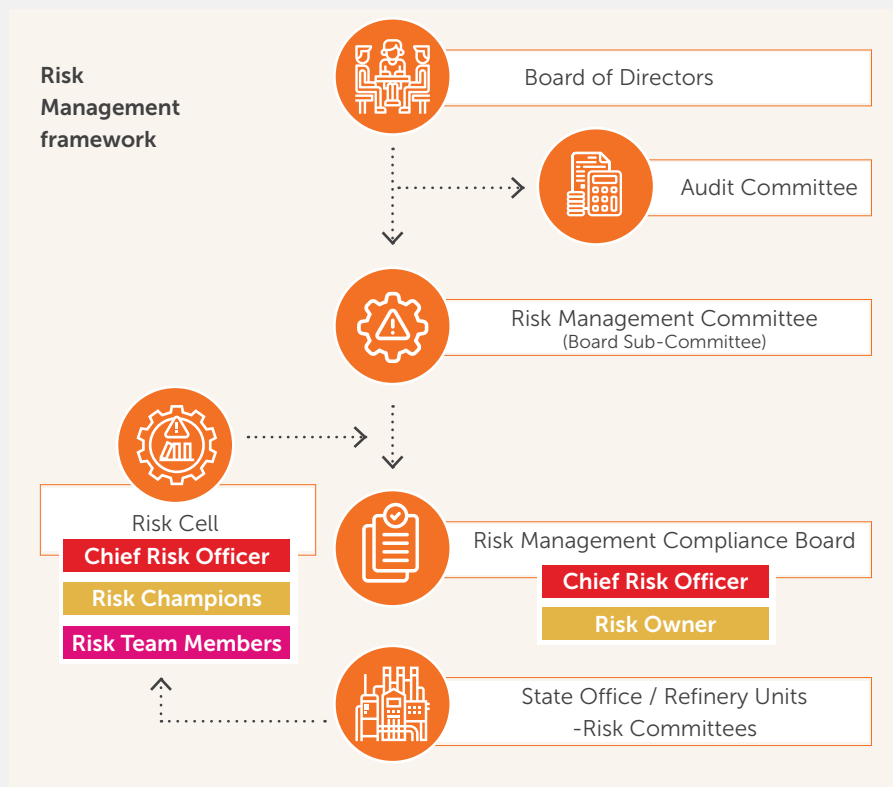 Risk
Management
framework
Board of Directors
Audit Committee
Risk Management Committee
(Board Sub-Committee)
Risk Cell
Chief Risk Officer
Risk Champions
Risk Team Members
Risk Management Compliance Board
Chief Risk Officer
Risk Owner
State Office / Refinery Units
-Risk Committees